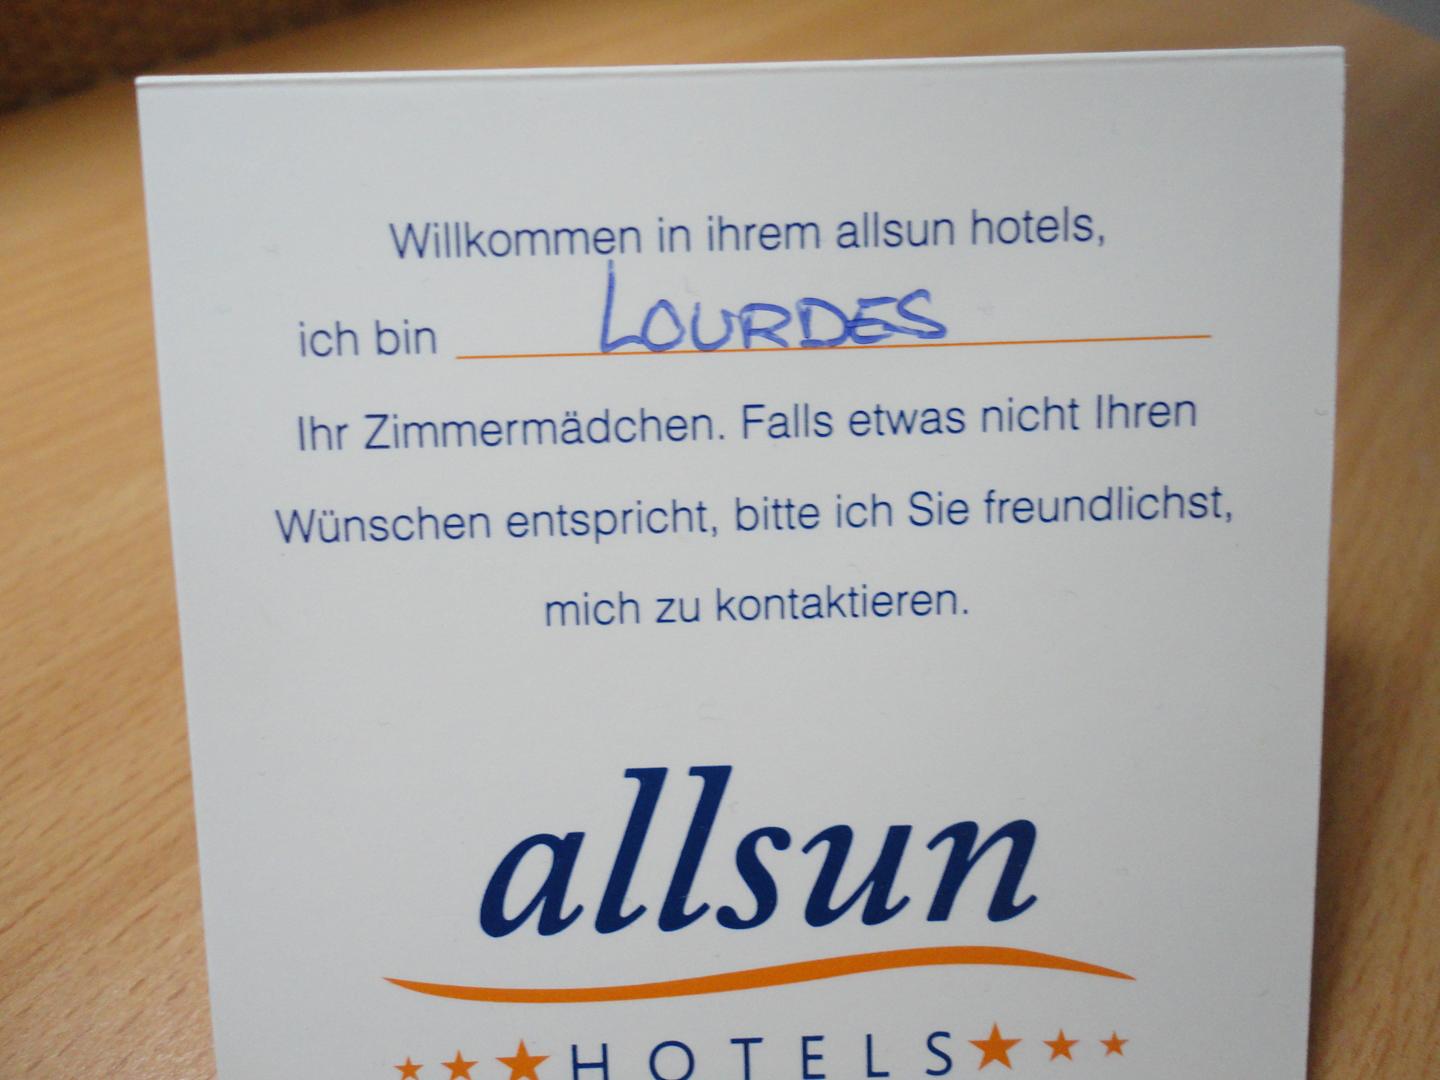 Willkommen in ihrem allsun hotels,
ich bin LOURDES
Ihr Zimmermädchen. Falls etwas nicht Ihren
Wünschen entspricht, bitte ich Sie freundlichst,
mich zu kontaktieren.
allsun
HOTELS